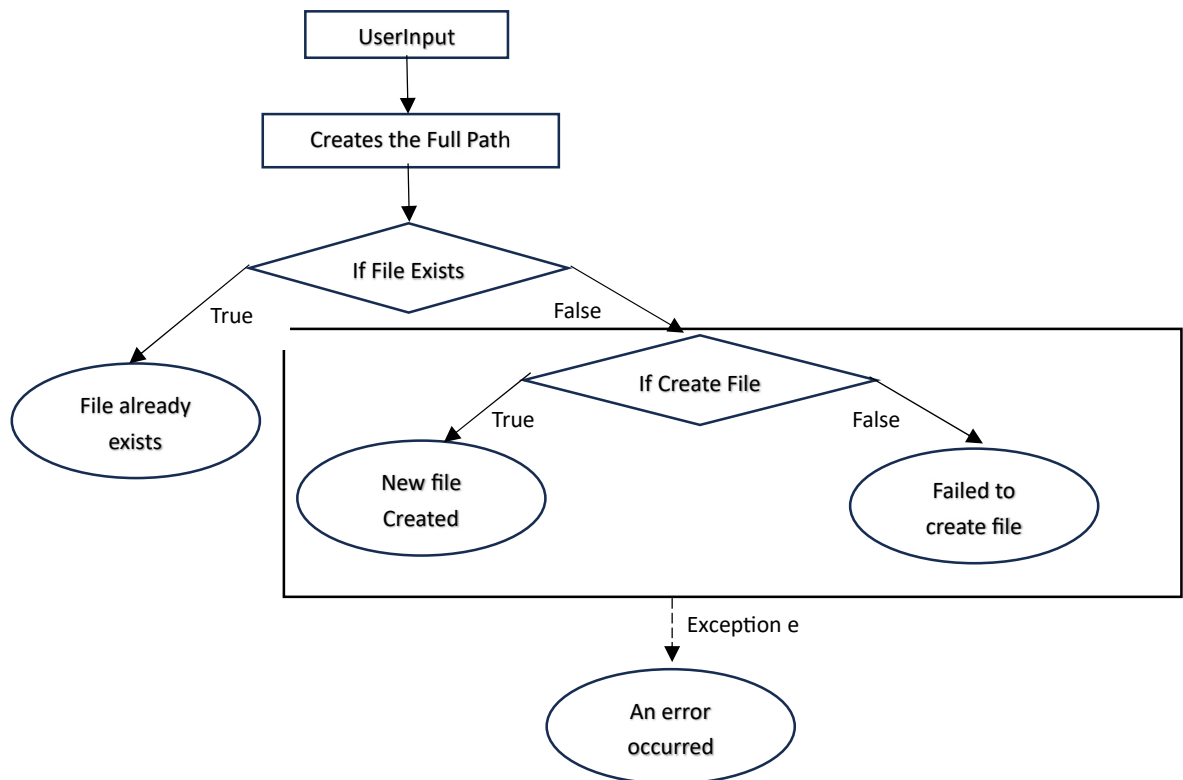 UserInput
Creates the Full Path
If File Exists
True
False
File already
exists
If Create File
True
False
New file
Created
Failed to
create file
Exception e
An error
occurred